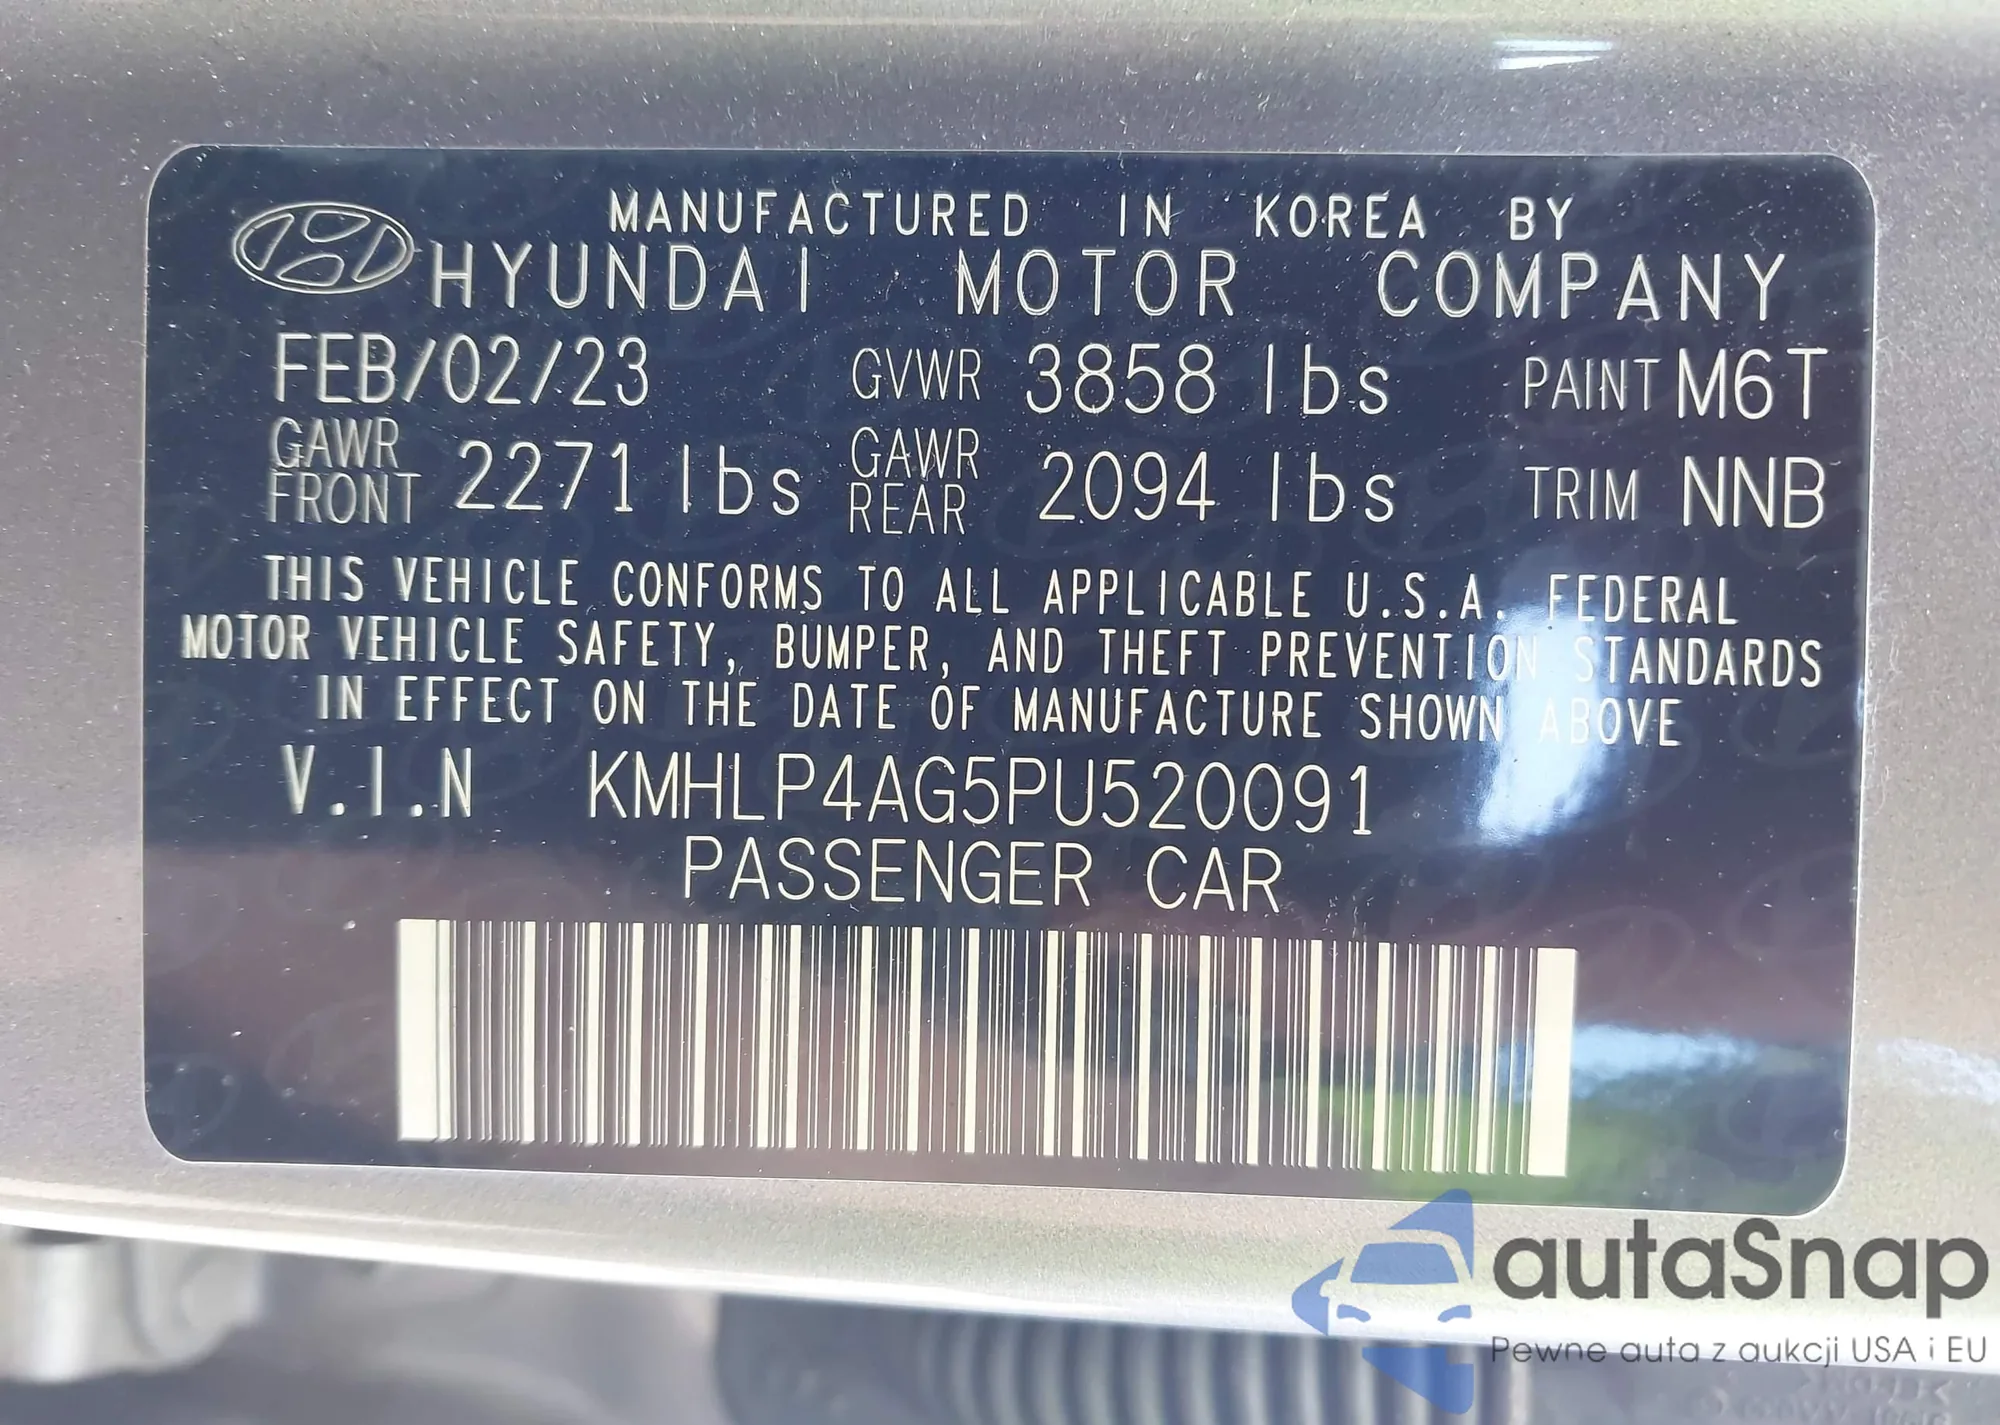 MANUFACTURED IN KOREA BY
HYUNDAI MOTOR COMPANY
FEB/02/23 GVWR 3858 lbs PAINT M6T
GAWR FRONT 2271 lbs GAWR REAR 2094 lbs TRIM NNB
THIS VEHICLE CONFORMS TO ALL APPLICABLE U.S.A. FEDERAL
MOTOR VEHICLE SAFETY, BUMPER, AND THEFT PREVENTION STANDARDS
IN EFFECT ON THE DATE OF MANUFACTURE SHOWN ABOVE
V.I.N KMHLP4AG5PU520091
PASSENGER CAR
autaSnap
Pewne auta z aukcji USA i EU